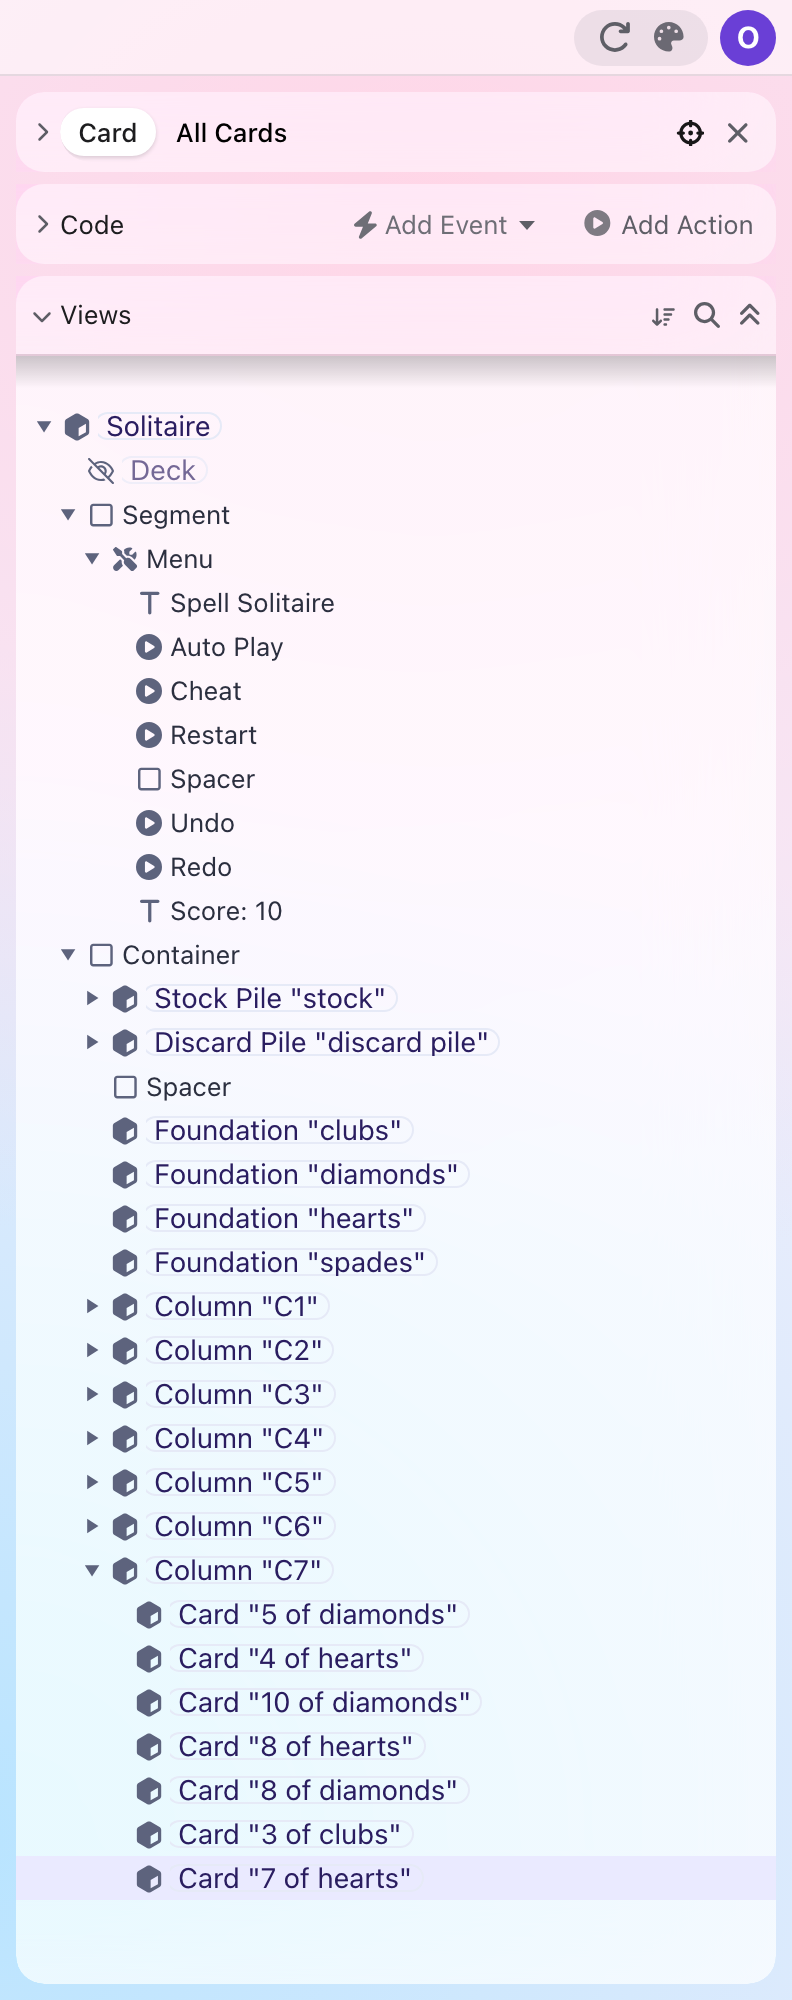 O
Card All Cards
Code Add Event Add Action
Views
Solitaire
Deck
Segment
Menu
Spell Solitaire
Auto Play
Cheat
Restart
Spacer
Undo
Redo
Score: 10
Container
Stock Pile "stock"
Discard Pile "discard pile"
Spacer
Foundation "clubs"
Foundation "diamonds"
Foundation "hearts"
Foundation "spades"
Column "C1"
Column "C2"
Column "C3"
Column "C4"
Column "C5"
Column "C6"
Column "C7"
Card "5 of diamonds"
Card "4 of hearts"
Card "10 of diamonds"
Card "8 of hearts"
Card "8 of diamonds"
Card "3 of clubs"
Card "7 of hearts"